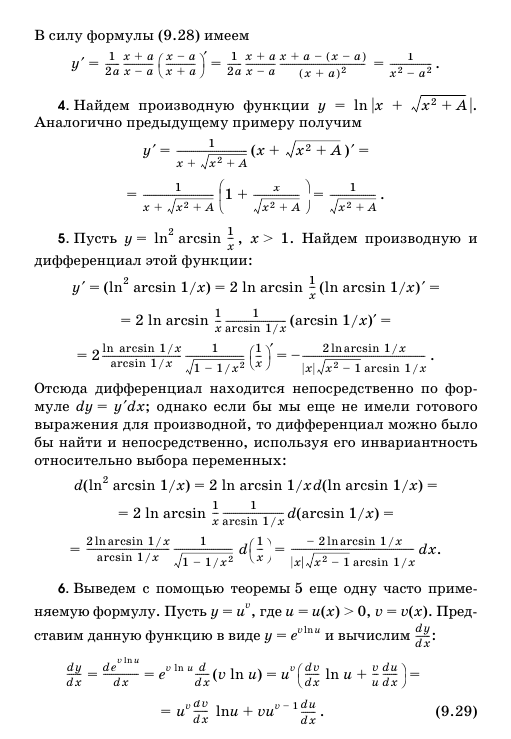 В силу формулы (9.28) имеем
y′ = \frac{1}{2a} \frac{x + a}{x − a} \left( \frac{x − a}{x + a} \right)′ = \frac{1}{2a} \frac{x + a}{x − a} \frac{x + a − (x − a)}{(x + a)^2} = \frac{1}{x^2 − a^2} .
4. Найдем производную функции y = ln |x + \sqrt{x^2 + A}|.
Аналогично предыдущему примеру получим
y′ = \frac{1}{x + \sqrt{x^2 + A}} (x + \sqrt{x^2 + A})′ =
= \frac{1}{x + \sqrt{x^2 + A}} \left( 1 + \frac{x}{\sqrt{x^2 + A}} \right) = \frac{1}{\sqrt{x^2 + A}} .
5. Пусть y = ln^2 arcsin \frac{1}{x}, x > 1. Найдем производную и
дифференциал этой функции:
y′ = (ln^2 arcsin 1/x) = 2 ln arcsin \frac{1}{x} (ln arcsin 1/x)′ =
= 2 ln arcsin \frac{1}{x} \frac{1}{arcsin 1/x} (arcsin 1/x)′ =
= 2 \frac{ln arcsin 1/x}{arcsin 1/x} \frac{1}{\sqrt{1 − 1/x^2}} \left( \frac{1}{x} \right)′ = − \frac{2 ln arcsin 1/x}{|x| \sqrt{x^2 − 1} arcsin 1/x} .
Отсюда дифференциал находится непосредственно по фор-
муле dy = y′dx; однако если бы мы еще не имели готового
выражения для производной, то дифференциал можно было
бы найти и непосредственно, используя его инвариантность
относительно выбора переменных:
d(ln^2 arcsin 1/x) = 2 ln arcsin 1/x d(ln arcsin 1/x) =
= 2 ln arcsin \frac{1}{x} \frac{1}{arcsin 1/x} d(arcsin 1/x) =
= \frac{2 ln arcsin 1/x}{arcsin 1/x} \frac{1}{\sqrt{1 − 1/x^2}} d\left( \frac{1}{x} \right) = \frac{− 2 ln arcsin 1/x}{|x| \sqrt{x^2 − 1} arcsin 1/x} dx.
6. Выведем с помощью теоремы 5 еще одну часто приме-
няемую формулу. Пусть y = u^v, где u = u(x) > 0, v = v(x). Пред-
ставим данную функцию в виде y = e^{v ln u} и вычислим \frac{dy}{dx}:
\frac{dy}{dx} = \frac{de^{v ln u}}{dx} = e^{v ln u} \frac{d}{dx} (v ln u) = u^v \left( \frac{dv}{dx} ln u + \frac{v}{u} \frac{du}{dx} \right) =
= u^v \frac{dv}{dx} lnu + vu^{v − 1} \frac{du}{dx} . (9.29)